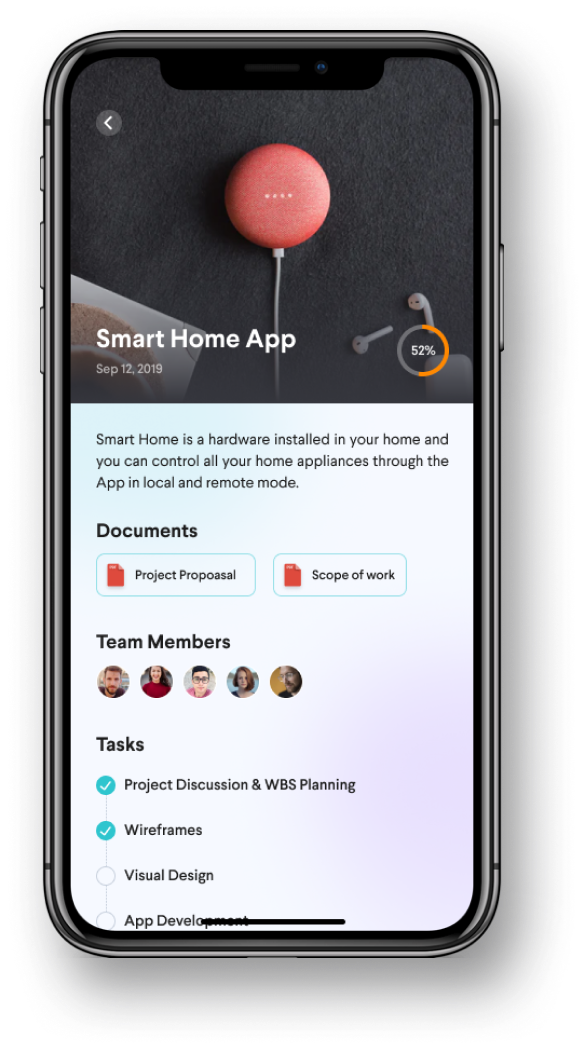 Smart Home App
Sep 12, 2019
52%
Smart Home is a hardware installed in your home and
you can control all your home appliances through the
App in local and remote mode.
Documents
Project Propoasal
Scope of work
Team Members
Tasks
Project Discussion & WBS Planning
Wireframes
Visual Design
App Development